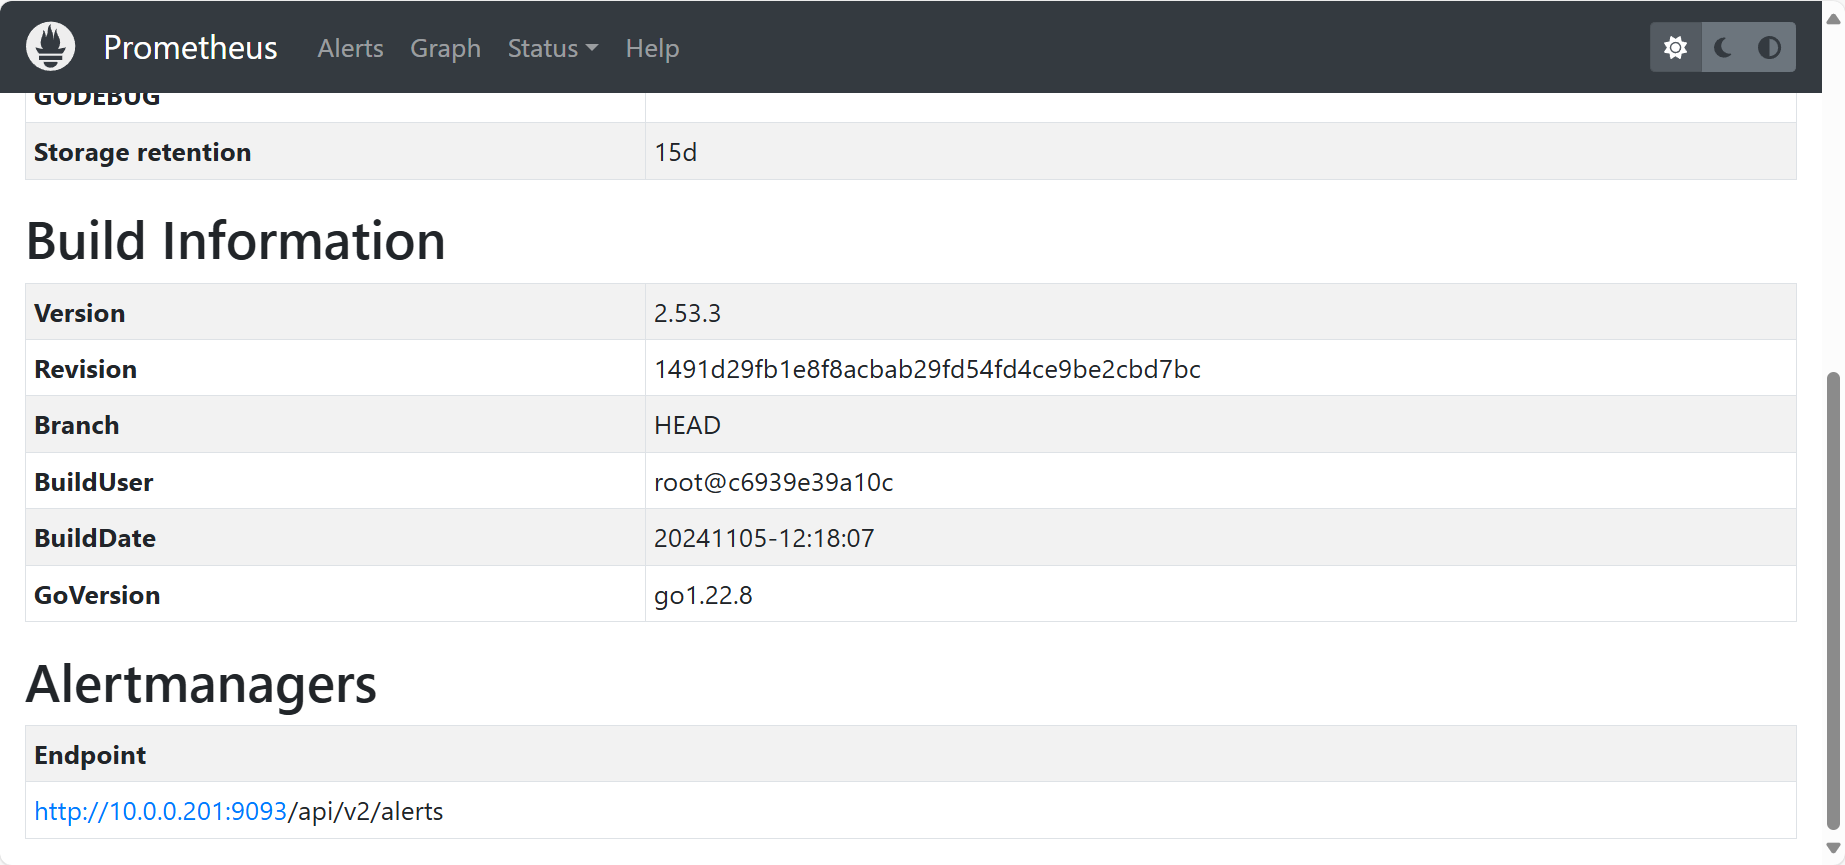 Prometheus Alerts Graph Status Help
GODEBUG
Storage retention 15d
Build Information
Version 2.53.3
Revision 1491d29fb1e8f8acbab29fd54fd4ce9be2cbd7bc
Branch HEAD
BuildUser root@c6939e39a10c
BuildDate 20241105-12:18:07
GoVersion go1.22.8
Alertmanagers
Endpoint
http://10.0.0.201:9093/api/v2/alerts